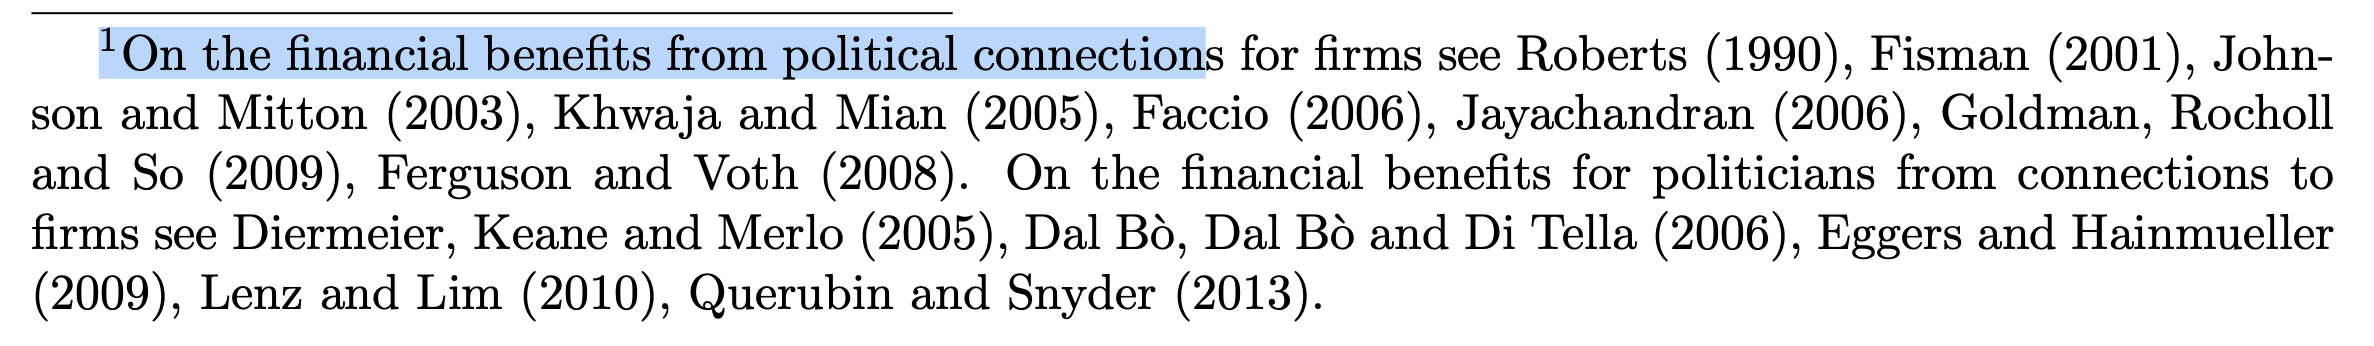 ¹On the financial benefits from political connections for firms see Roberts (1990), Fisman (2001), John-
son and Mitton (2003), Khwaja and Mian (2005), Faccio (2006), Jayachandran (2006), Goldman, Rocholl
and So (2009), Ferguson and Voth (2008). On the financial benefits for politicians from connections to
firms see Diermeier, Keane and Merlo (2005), Dal Bò, Dal Bò and Di Tella (2006), Eggers and Hainmueller
(2009), Lenz and Lim (2010), Querubin and Snyder (2013).